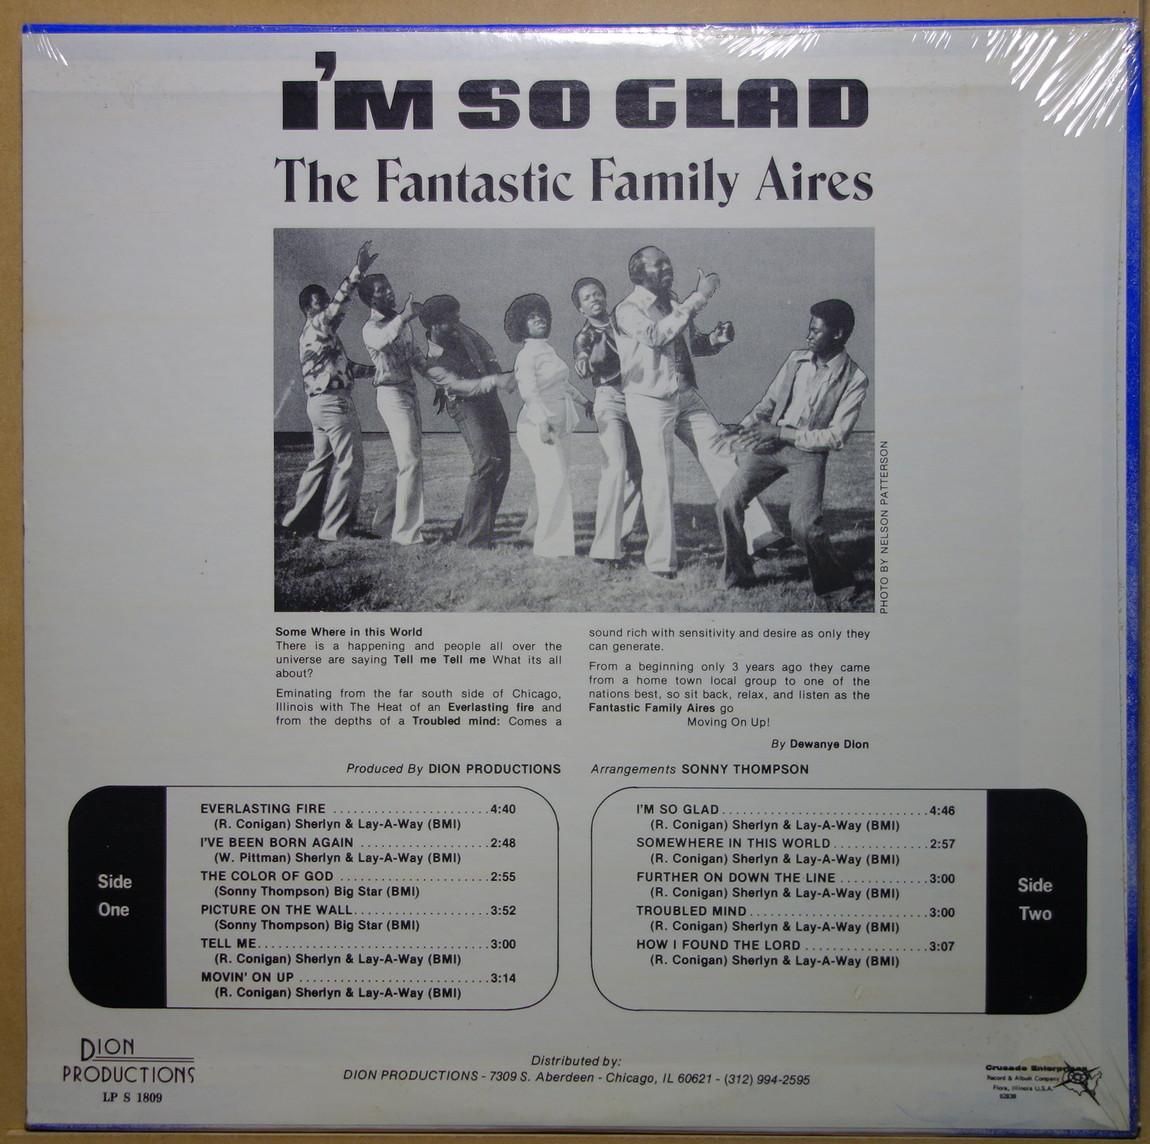 I'M SO GLAD
The Fantastic Family Aires
PHOTO BY NELSON PATTERSON
Some Where in this World
There is a happening and people all over the
universe are saying Tell me Tell me What its all
about?
Eminating from the far south side of Chicago,
Illinois with The Heat of an Everlasting fire and
from the depths of a Troubled mind: Comes a
sound rich with sensitivity and desire as only they
can generate.
From a beginning only 3 years ago they came
from a home town local group to one of the
nations best, so sit back, relax, and listen as the
Fantastic Family Aires go
Moving On Up!
By Dewanye Dion
Produced By DION PRODUCTIONS
Arrangements SONNY THOMPSON
Side
One
EVERLASTING FIRE ......................4:40
(R. Conigan) Sherlyn & Lay-A-Way (BMI)
I'VE BEEN BORN AGAIN ..................2:48
(W. Pittman) Sherlyn & Lay-A-Way (BMI)
THE COLOR OF GOD .....................2:55
(Sonny Thompson) Big Star (BMI)
PICTURE ON THE WALL...................3:52
(Sonny Thompson) Big Star (BMI)
TELL ME................................3:00
(R. Conigan) Sherlyn & Lay-A-Way (BMI)
MOVIN' ON UP ..........................3:14
(R. Conigan) Sherlyn & Lay-A-Way (BMI)
I'M SO GLAD............................4:46
(R. Conigan) Sherlyn & Lay-A-Way (BMI)
SOMEWHERE IN THIS WORLD.............2:57
(R. Conigan) Sherlyn & Lay-A-Way (BMI)
FURTHER ON DOWN THE LINE ............3:00
(R. Conigan) Sherlyn & Lay-A-Way (BMI)
TROUBLED MIND........................3:00
(R. Conigan) Sherlyn & Lay-A-Way (BMI)
HOW I FOUND THE LORD ................3:07
(R. Conigan) Sherlyn & Lay-A-Way (BMI)
Side
Two
DION
PRODUCTIONS
LP S 1809
Distributed by:
DION PRODUCTIONS - 7309 S. Aberdeen - Chicago, IL 60621 - (312) 994-2595
Crusade Enterprises
Record & Album Company
Flora, Illinois U.S.A.
62839